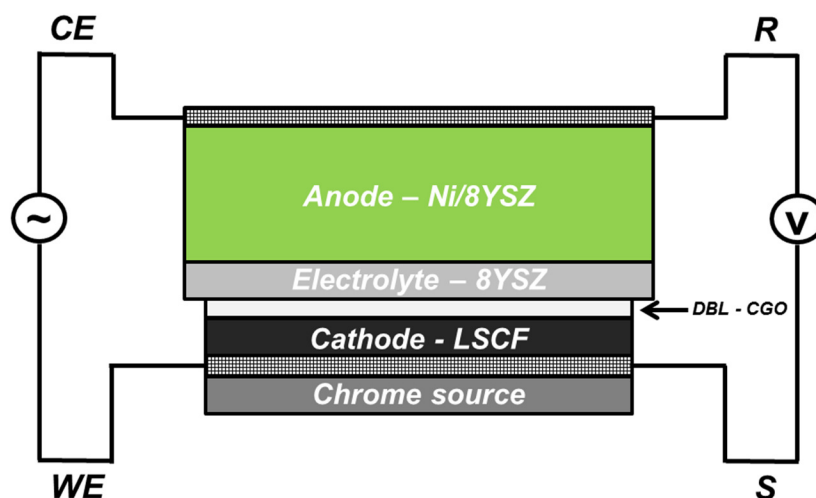 CE
R
Anode – Ni/8YSZ
~
V
Electrolyte – 8YSZ
DBL - CGO
Cathode - LSCF
Chrome source
WE
S